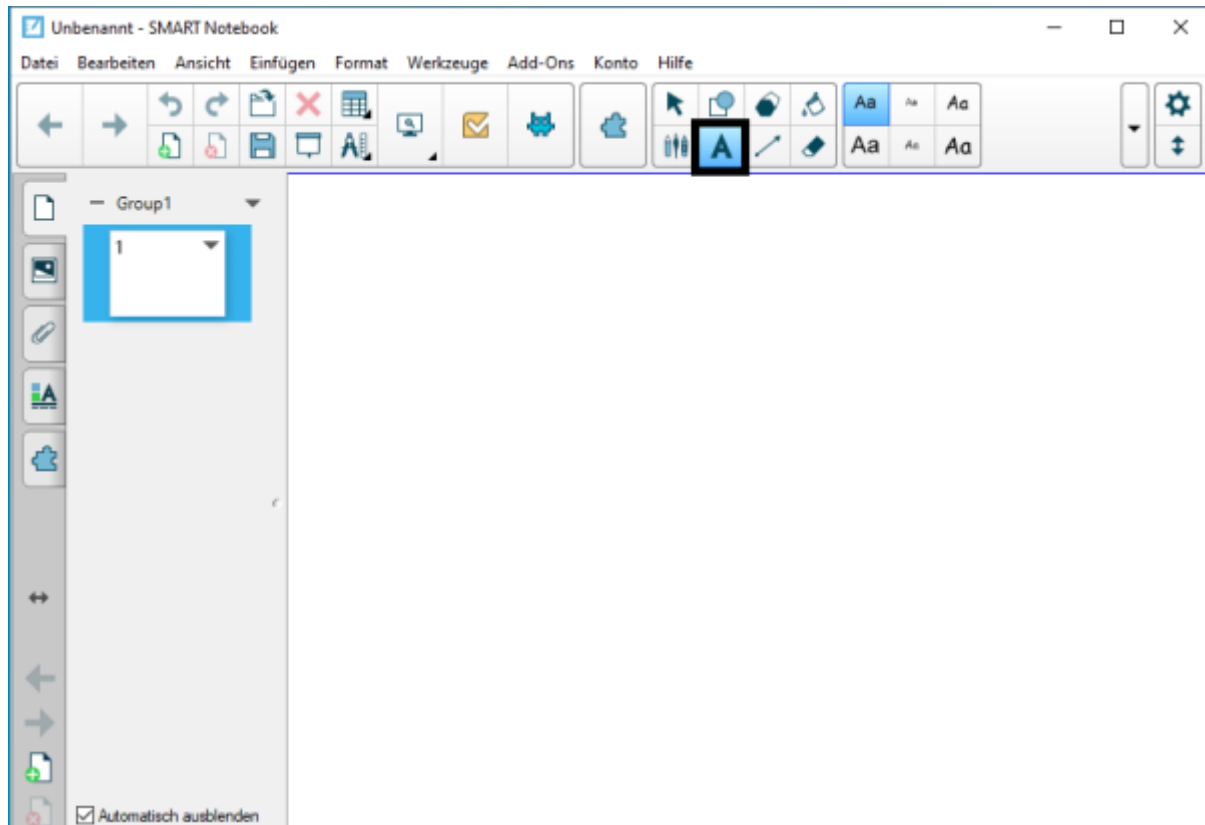 Unbenannt - SMART Notebook
Datei Bearbeiten Ansicht Einfügen Format Werkzeuge Add-Ons Konto Hilfe
Aa Aa Aa
A Aa Aa Aa
Group1
1
Automatisch ausblenden